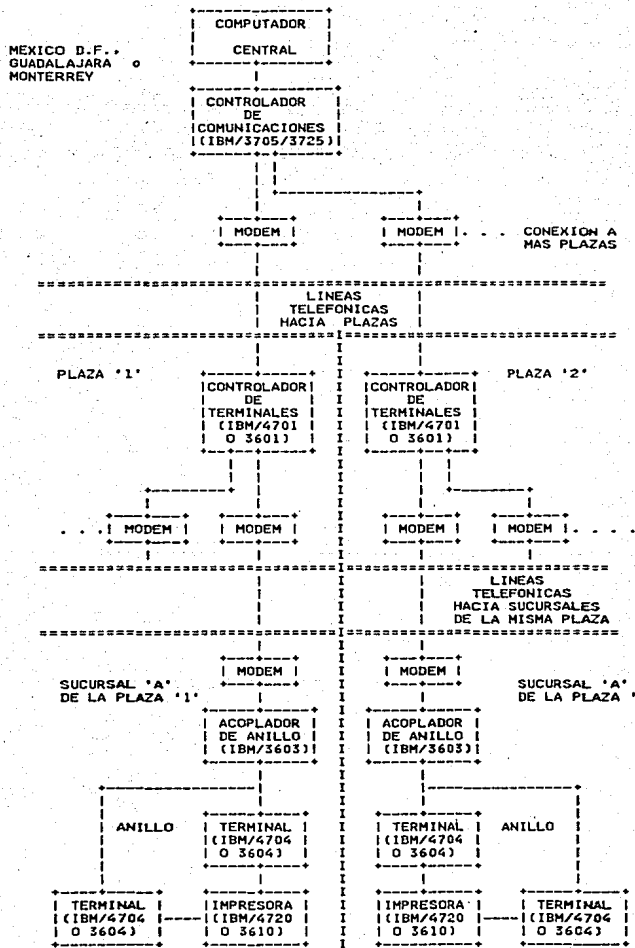 COMPUTADOR
CENTRAL
MEXICO D.F.,
GUADALAJARA o
MONTERREY
CONTROLADOR
DE
COMUNICACIONES
(IBM/3705/3725)
MODEM
MODEM . . . CONEXION A
MAS PLAZAS
LINEAS
TELEFONICAS
HACIA PLAZAS
PLAZA '1'
PLAZA '2'
CONTROLADOR
DE
TERMINALES
(IBM/4701
O 3601)
CONTROLADOR
DE
TERMINALES
(IBM/4701
O 3601)
. . . MODEM
MODEM
MODEM
MODEM . . . .
LINEAS
TELEFONICAS
HACIA SUCURSALES
DE LA MISMA PLAZA
MODEM
MODEM
SUCURSAL 'A'
DE LA PLAZA '1'
SUCURSAL 'A'
DE LA PLAZA '
ACOPLADOR
DE ANILLO
(IBM/3603)
ACOPLADOR
DE ANILLO
(IBM/3603)
ANILLO
TERMINAL
(IBM/4704
O 3604)
TERMINAL
(IBM/4704
O 3604)
ANILLO
TERMINAL
(IBM/4704
O 3604)
IMPRESORA
(IBM/4720
O 3610)
IMPRESORA
(IBM/4720
O 3610)
TERMINAL
(IBM/4704
O 3604)